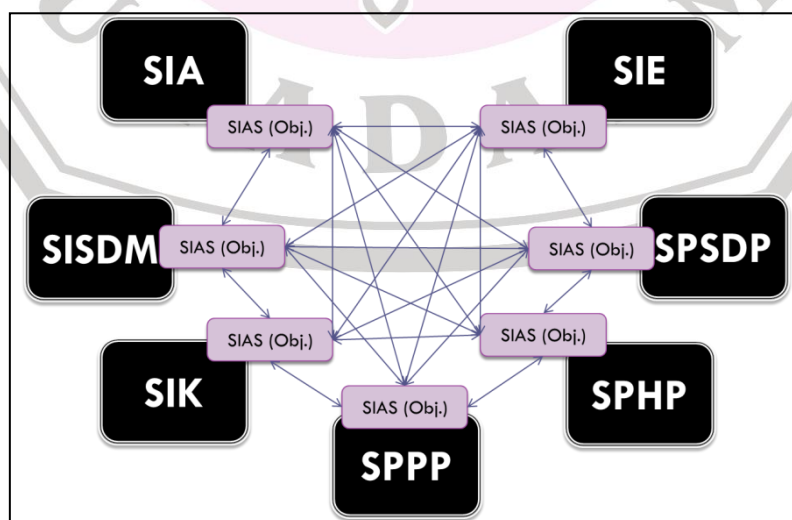 SIA
SIE
SIAS (Obj.)
SIAS (Obj.)
SISDM
SIAS (Obj.)
SIAS (Obj.)
SPSDP
SIAS (Obj.)
SIAS (Obj.)
SIK
SPHP
SIAS (Obj.)
SPPP